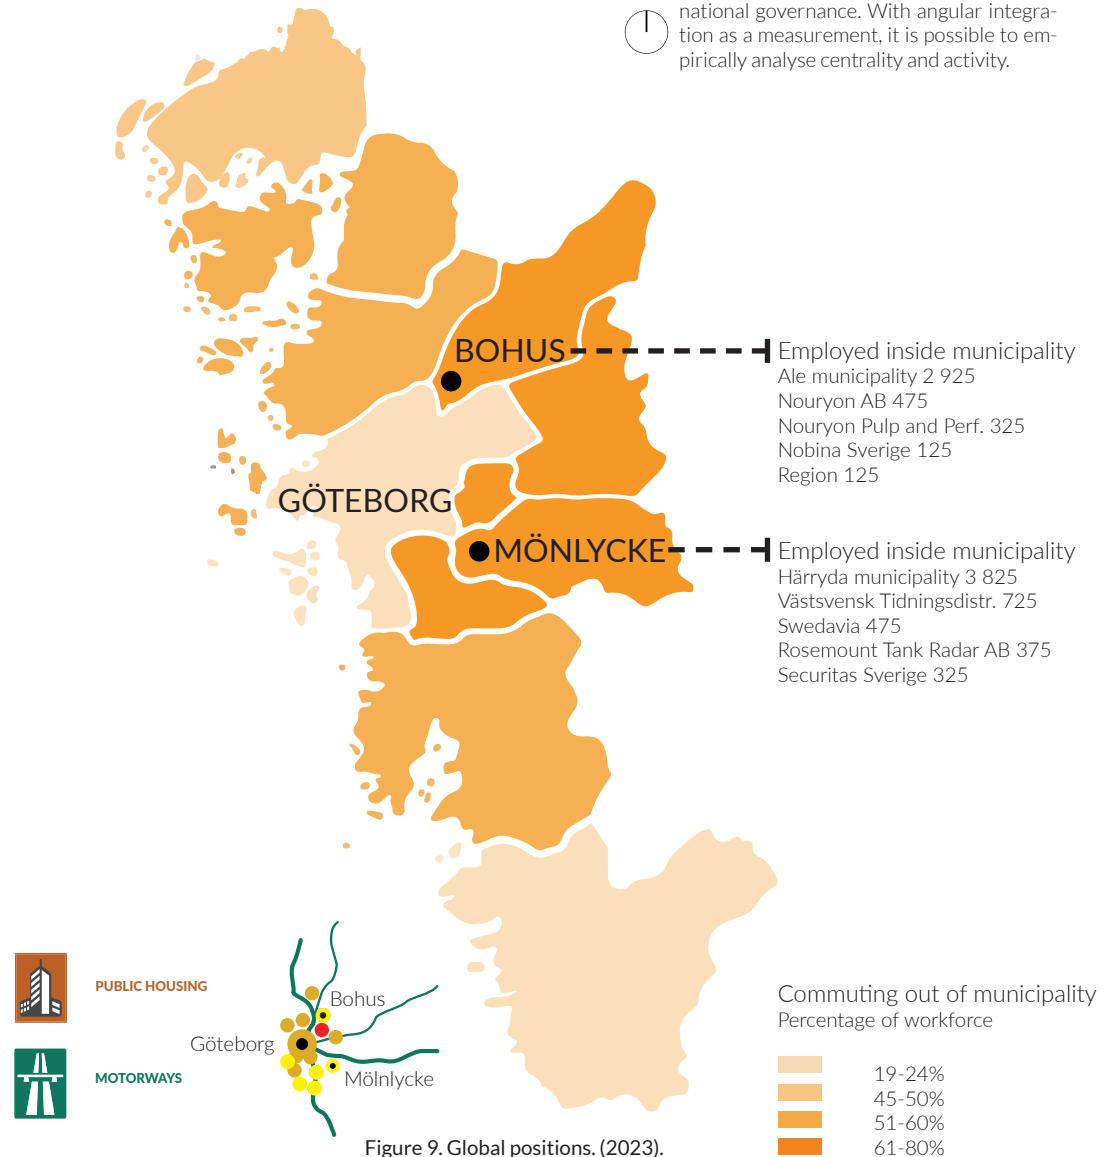 national governance. With angular integra-
tion as a measurement, it is possible to em-
pirically analyse centrality and activity.
BOHUS
Employed inside municipality
Ale municipality 2 925
Nouryon AB 475
Nouryon Pulp and Perf. 325
Nobina Sverige 125
Region 125
GÖTEBORG
MÖNLYCKE
Employed inside municipality
Härryda municipality 3 825
Västsvensk Tidningsdistr. 725
Swedavia 475
Rosemount Tank Radar AB 375
Securitas Sverige 325
PUBLIC HOUSING
MOTORWAYS
Bohus
Göteborg
Mölnlycke
Commuting out of municipality
Percentage of workforce
19-24%
45-50%
51-60%
61-80%
Figure 9. Global positions. (2023).